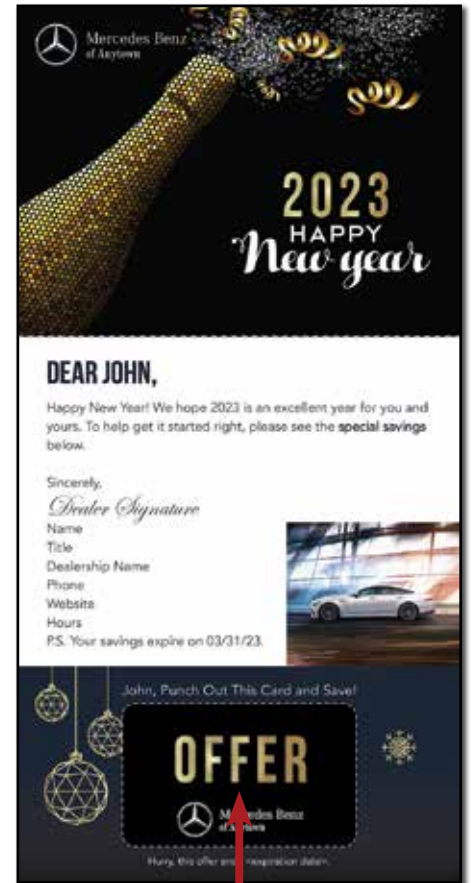 Mercedes Benz
of Anytown
2023
HAPPY
New year
DEAR JOHN,
Happy New Year! We hope 2023 is an excellent year for you and
yours. To help get it started right, please see the special savings
below.
Sincerely,
Dealer Signature
Name
Title
Dealership Name
Phone
Website
Hours
P.S. Your savings expire on 03/31/23.
John, Punch Out This Card and Save!
OFFER
Benz
Hurry, this offer